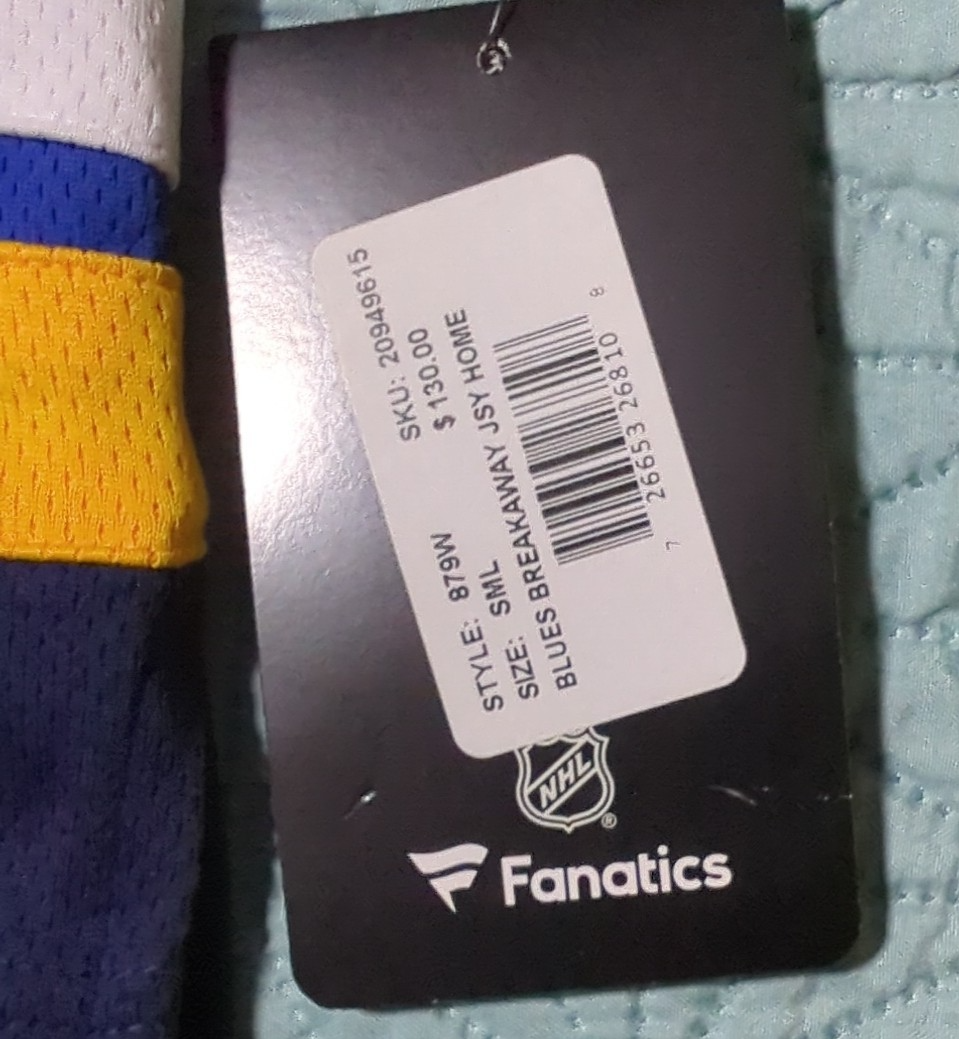 SKU: 20949615
$ 130.00
STYLE: 879W
SIZE: SML
BLUES BREAKAWAY JSY HOME
7 26653 26810 8
NHL
®
Fanatics